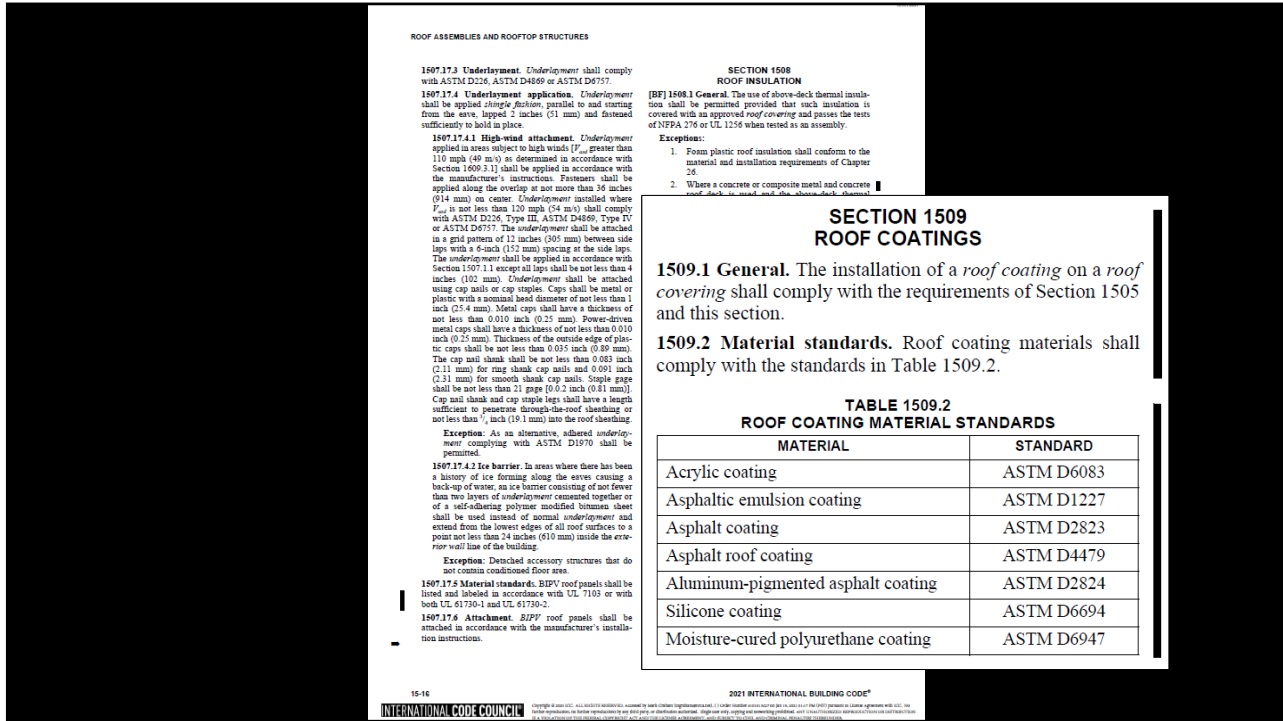 ROOF ASSEMBLIES AND ROOFTOP STRUCTURES
1507.17.3 Underlayment. Underlayment shall comply
with ASTM D226, ASTM D4869 or ASTM D6757.
1507.17.4 Underlayment application. Underlayment
shall be applied shingle fashion, parallel to and starting
from the eave, lapped 2 inches (51 mm) and fastened
sufficiently to hold in place.
1507.17.4.1 High-wind attachment. Underlayment
applied in areas subject to high winds [Vasd greater than
110 mph (49 m/s) as determined in accordance with
Section 1609.3.1] shall be applied in accordance with
the manufacturer's instructions. Fasteners shall be
applied along the overlap at not more than 36 inches
(914 mm) on center. Underlayment installed where
Vasd is not less than 120 mph (54 m/s) shall comply
with ASTM D226, Type III, ASTM D4869, Type IV
or ASTM D6757. The underlayment shall be attached
in a grid pattern of 12 inches (305 mm) between side
laps with a 6-inch (152 mm) spacing at the side laps.
The underlayment shall be applied in accordance with
Section 1507.1.1 except all laps shall be not less than 4
inches (102 mm). Underlayment shall be attached
using cap nails or cap staples. Caps shall be metal or
plastic with a nominal head diameter of not less than 1
inch (25.4 mm). Metal caps shall have a thickness of
not less than 0.010 inch (0.25 mm). Power-driven
metal caps shall have a thickness of not less than 0.010
inch (0.25 mm). Thickness of the outside edge of plas-
tic caps shall be not less than 0.035 inch (0.89 mm).
The cap nail shank shall be not less than 0.083 inch
(2.11 mm) for ring shank cap nails and 0.091 inch
(2.31 mm) for smooth shank cap nails. Staple gage
shall be not less than 21 gage [0.0.2 inch (0.81 mm)].
Cap nail shank and cap staple legs shall have a length
sufficient to penetrate through-the-roof sheathing or
not less than 3/4 inch (19.1 mm) into the roof sheathing.
Exception: As an alternative, adhered underlay-
ment complying with ASTM D1970 shall be
permitted.
1507.17.4.2 Ice barrier. In areas where there has been
a history of ice forming along the eaves causing a
back-up of water, an ice barrier consisting of not fewer
than two layers of underlayment cemented together or
of a self-adhering polymer modified bitumen sheet
shall be used instead of normal underlayment and
extend from the lowest edges of all roof surfaces to a
point not less than 24 inches (610 mm) inside the exte-
rior wall line of the building.
Exception: Detached accessory structures that do
not contain conditioned floor area.
1507.17.5 Material standards. BIPV roof panels shall be
listed and labeled in accordance with UL 7103 or with
both UL 61730-1 and UL 61730-2.
1507.17.6 Attachment. BIPV roof panels shall be
attached in accordance with the manufacturer's installa-
tion instructions.
SECTION 1508
ROOF INSULATION
[BF] 1508.1 General. The use of above-deck thermal insula-
tion shall be permitted provided that such insulation is
covered with an approved roof covering and passes the tests
of NFPA 276 or UL 1256 when tested as an assembly.
Exceptions:
1. Foam plastic roof insulation shall conform to the
material and installation requirements of Chapter
26.
2. Where a concrete or composite metal and concrete
roof deck is used and the above-deck thermal
SECTION 1509
ROOF COATINGS
1509.1 General. The installation of a roof coating on a roof
covering shall comply with the requirements of Section 1505
and this section.
1509.2 Material standards. Roof coating materials shall
comply with the standards in Table 1509.2.
TABLE 1509.2
ROOF COATING MATERIAL STANDARDS
MATERIAL STANDARD
Acrylic coating ASTM D6083
Asphaltic emulsion coating ASTM D1227
Asphalt coating ASTM D2823
Asphalt roof coating ASTM D4479
Aluminum-pigmented asphalt coating ASTM D2824
Silicone coating ASTM D6694
Moisture-cured polyurethane coating ASTM D6947
15-16
2021 INTERNATIONAL BUILDING CODE®
INTERNATIONAL CODE COUNCIL